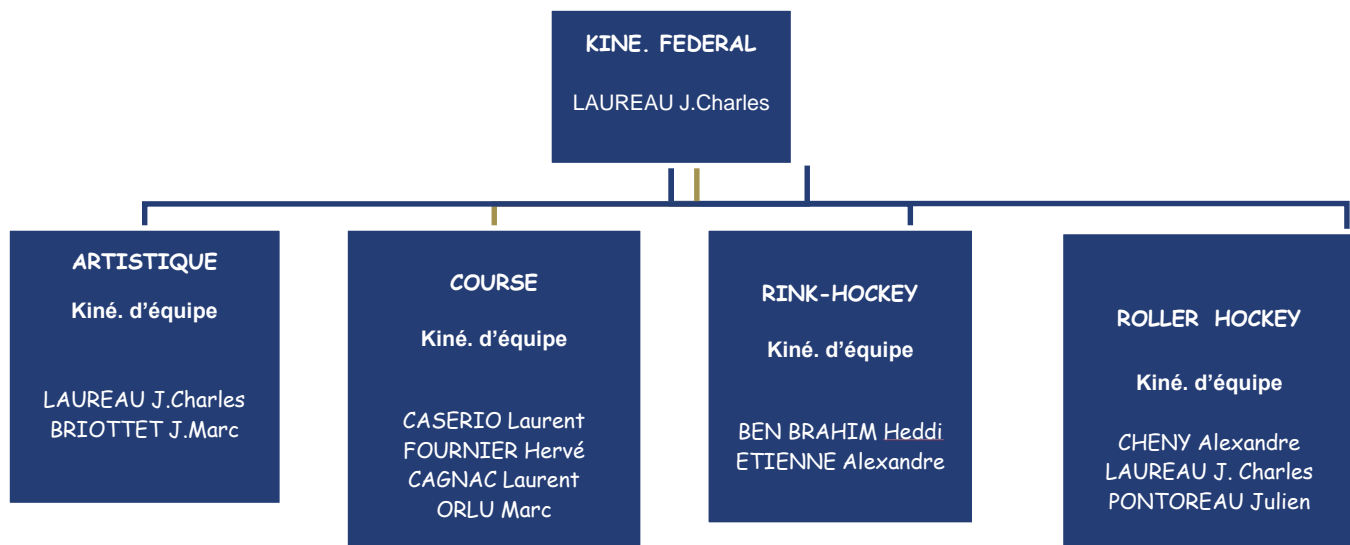 KINE. FEDERAL
LAUREAU J.Charles
ARTISTIQUE
Kiné. d’équipe
LAUREAU J.Charles
BRIOTTET J.Marc
COURSE
Kiné. d’équipe
CASERIO Laurent
FOURNIER Hervé
CAGNAC Laurent
ORLU Marc
RINK-HOCKEY
Kiné. d’équipe
BEN BRAHIM Heddi
ETIENNE Alexandre
ROLLER HOCKEY
Kiné. d’équipe
CHENY Alexandre
LAUREAU J. Charles
PONTOREAU Julien